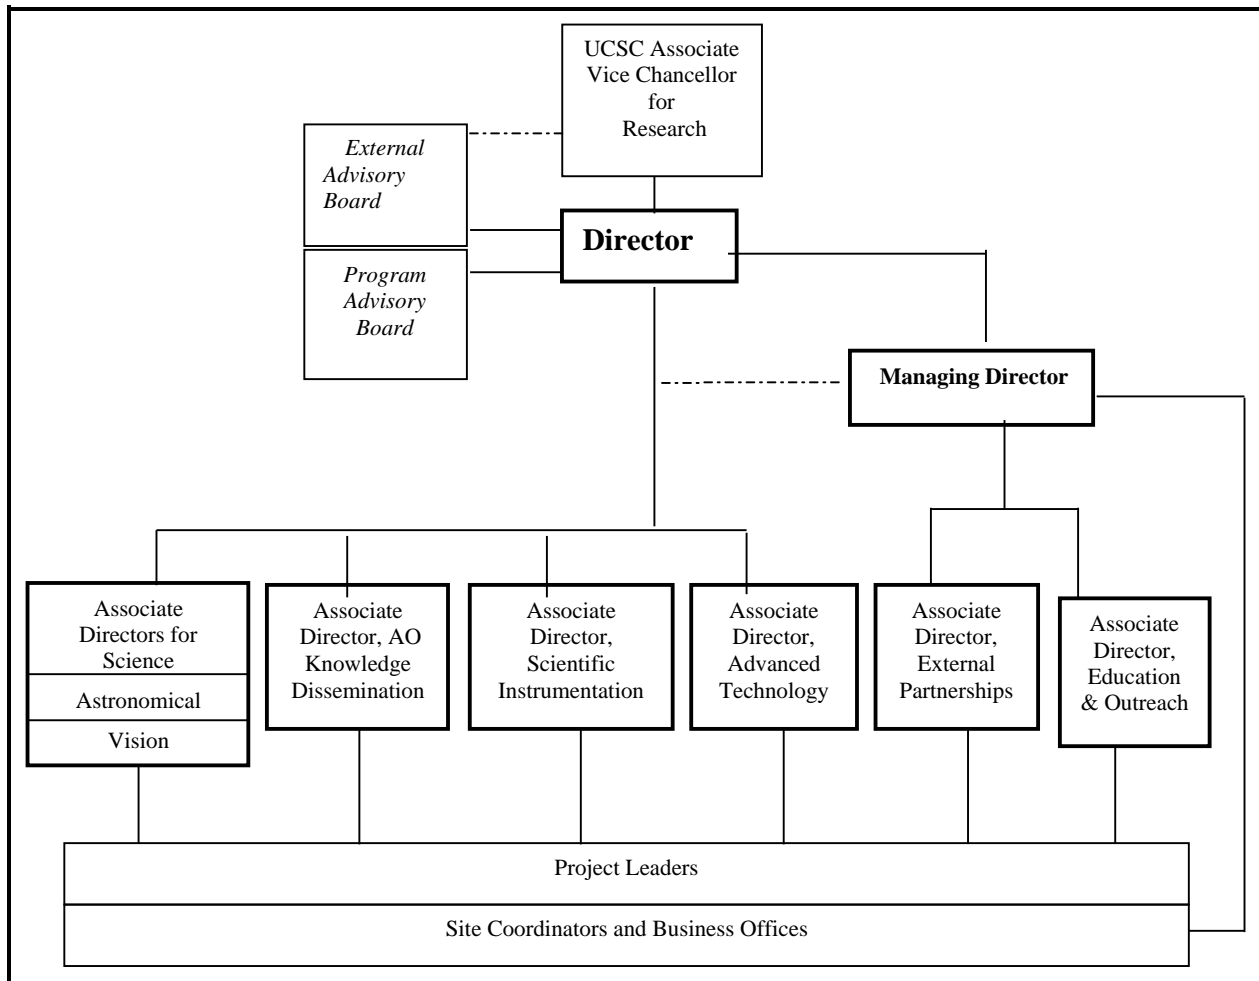 UCSC Associate
Vice Chancellor
for
Research
External
Advisory
Board
Director
Program
Advisory
Board
Managing Director
Associate
Directors for
Science
Astronomical
Vision
Associate
Director, AO
Knowledge
Dissemination
Associate
Director,
Scientific
Instrumentation
Associate
Director,
Advanced
Technology
Associate
Director,
External
Partnerships
Associate
Director,
Education
& Outreach
Project Leaders
Site Coordinators and Business Offices